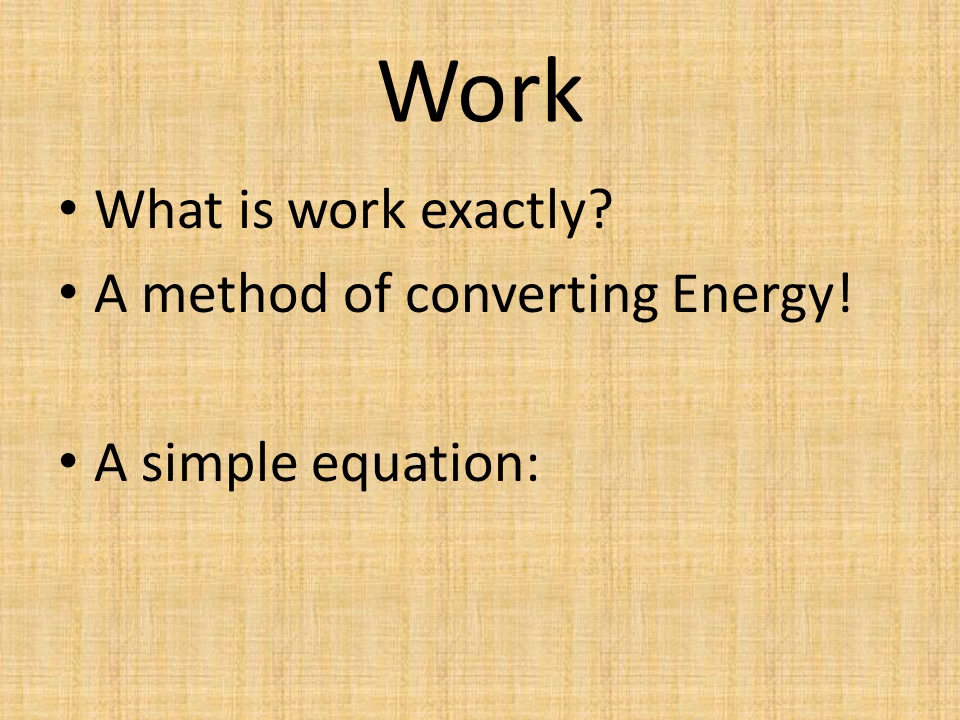 Work
• What is work exactly?
• A method of converting Energy!
• A simple equation: